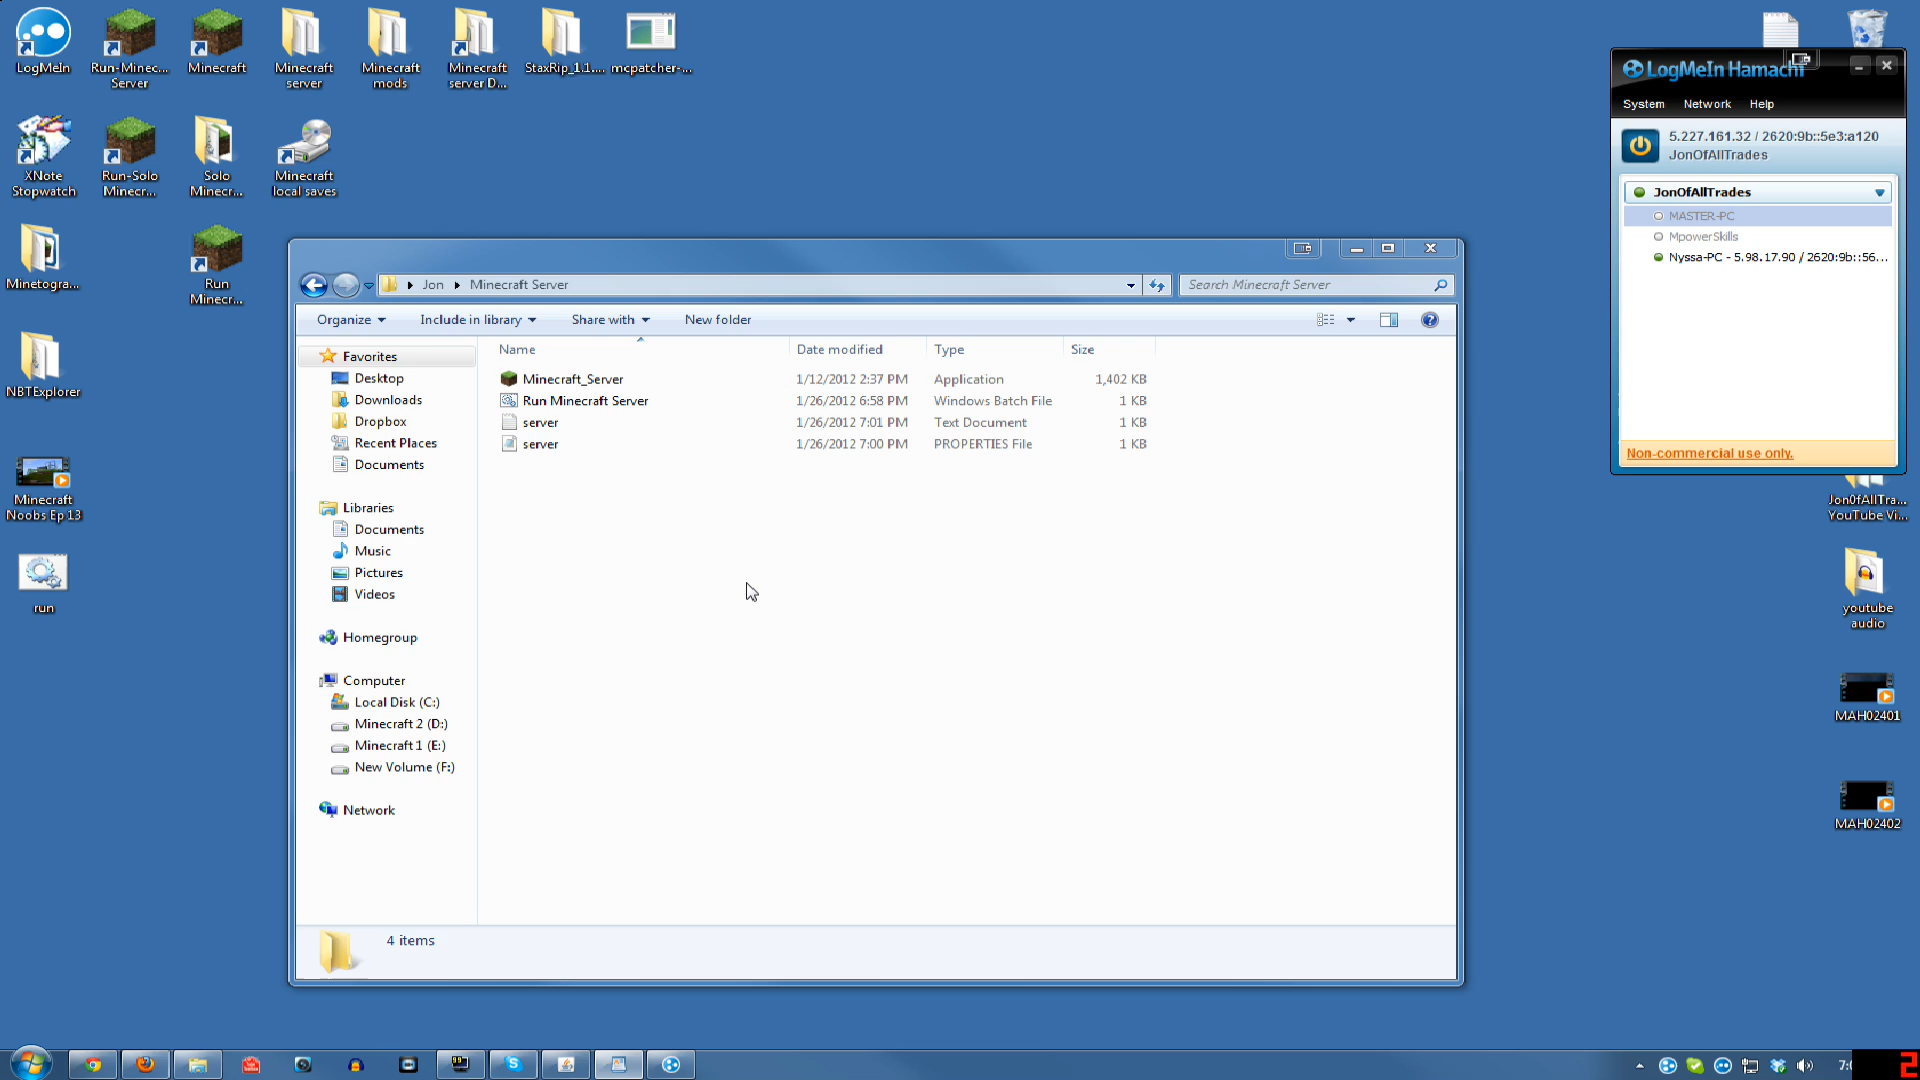 LogMeIn
Run-Minec...
Server
Minecraft
Minecraft
server
Minecraft
mods
Minecraft
server D...
StaxRip_1.1....
mcpatcher-...
XNote
Stopwatch
Run-Solo
Minecr...
Solo
Minecr...
Minecraft
local saves
Minetogra...
Run
Minecr...
NBTExplorer
Minecraft
Noobs Ep 13
run
LogMeIn Hamachi
System Network Help
5.227.161.32 / 2620:9b::5e3:a120
JonOfAllTrades
JonOfAllTrades
MASTER-PC
MpowerSkills
Nyssa-PC - 5.98.17.90 / 2620:9b::56...
Non-commercial use only.
Jon Minecraft Server
Search Minecraft Server
Organize Include in library Share with New folder
Name Date modified Type Size
Minecraft_Server 1/12/2012 2:37 PM Application 1,402 KB
Run Minecraft Server 1/26/2012 6:58 PM Windows Batch File 1 KB
server 1/26/2012 7:01 PM Text Document 1 KB
server 1/26/2012 7:00 PM PROPERTIES File 1 KB
Favorites
Desktop
Downloads
Dropbox
Recent Places
Documents
Libraries
Documents
Music
Pictures
Videos
Homegroup
Computer
Local Disk (C:)
Minecraft 2 (D:)
Minecraft 1 (E:)
New Volume (F:)
Network
4 items
JonOfAllTra...
YouTube Vi...
youtube
audio
MAH02401
MAH02402
99
2